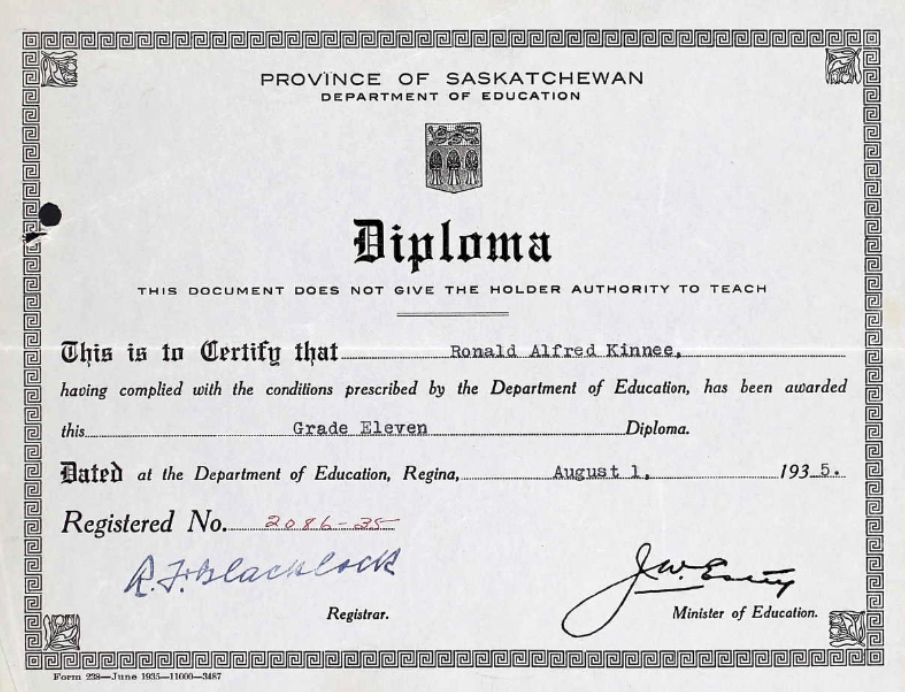 PROVINCE OF SASKATCHEWAN
DEPARTMENT OF EDUCATION
Diploma
THIS DOCUMENT DOES NOT GIVE THE HOLDER AUTHORITY TO TEACH
This is to Certify that Ronald Alfred Kinnee,
having complied with the conditions prescribed by the Department of Education, has been awarded
this Grade Eleven Diploma.
Dated at the Department of Education, Regina, August 1, 1935.
Registered No. 2086-35
R. F. Blacklock J.W. Estey
Registrar. Minister of Education.
Form 238—June 1935—11000—3487